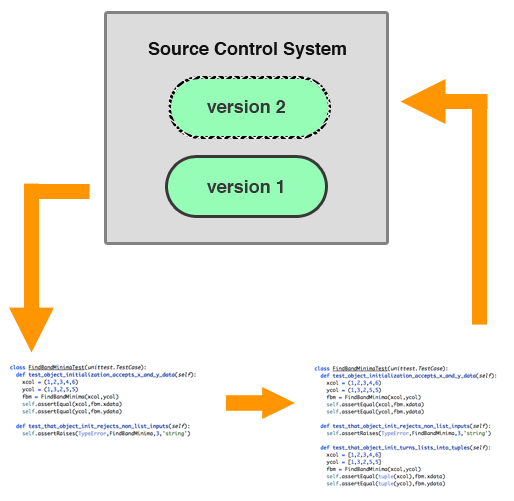 Source Control System
version 2
version 1
class FindBandMinimaTest(unittest.TestCase):
def test_object_initialization_accepts_x_and_y_data(self):
xcol = (1,2,3,4,6)
ycol = (1,3,2,5,5)
fbm = FindBandMinima(xcol,ycol)
self.assertEqual(xcol,fbm.xdata)
self.assertEqual(ycol,fbm.ydata)
def test_that_object_init_rejects_non_list_inputs(self):
self.assertRaises(TypeError,FindBandMinima,3,'string')
class FindBandMinimaTest(unittest.TestCase):
def test_object_initialization_accepts_x_and_y_data(self):
xcol = (1,2,3,4,6)
ycol = (1,3,2,5,5)
fbm = FindBandMinima(xcol,ycol)
self.assertEqual(xcol,fbm.xdata)
self.assertEqual(ycol,fbm.ydata)
def test_that_object_init_rejects_non_list_inputs(self):
self.assertRaises(TypeError,FindBandMinima,3,'string')
def test_that_object_init_turns_lists_into_tuples(self):
xcol = [1,2,3,4,6]
ycol = [1,3,2,5,5]
fbm = FindBandMinima(xcol,ycol)
self.assertEqual(tuple(xcol),fbm.xdata)
self.assertEqual(tuple(ycol),fbm.ydata)